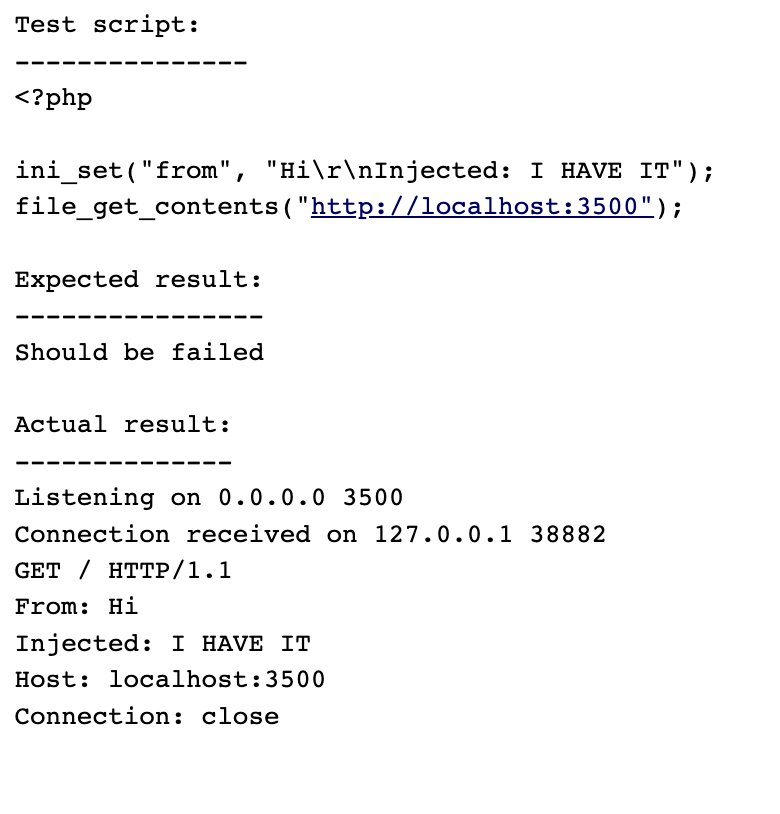 Test script:
---------------
<?php
ini_set("from", "Hi\r\nInjected: I HAVE IT");
file_get_contents("http://localhost:3500");
Expected result:
----------------
Should be failed
Actual result:
--------------
Listening on 0.0.0.0 3500
Connection received on 127.0.0.1 38882
GET / HTTP/1.1
From: Hi
Injected: I HAVE IT
Host: localhost:3500
Connection: close